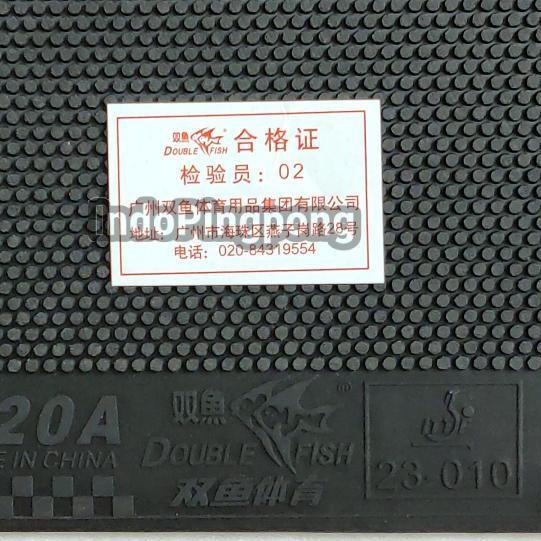 双鱼 DOUBLE FISH ® 合格证
检验员：02
广州双鱼体育用品集团有限公司
IndoPingpong
地址：广州市海珠区燕子岗路28号
电话：020-84319554
20A
E IN CHINA
双魚 DOUBLE FISH ®
双鱼体育
23-010